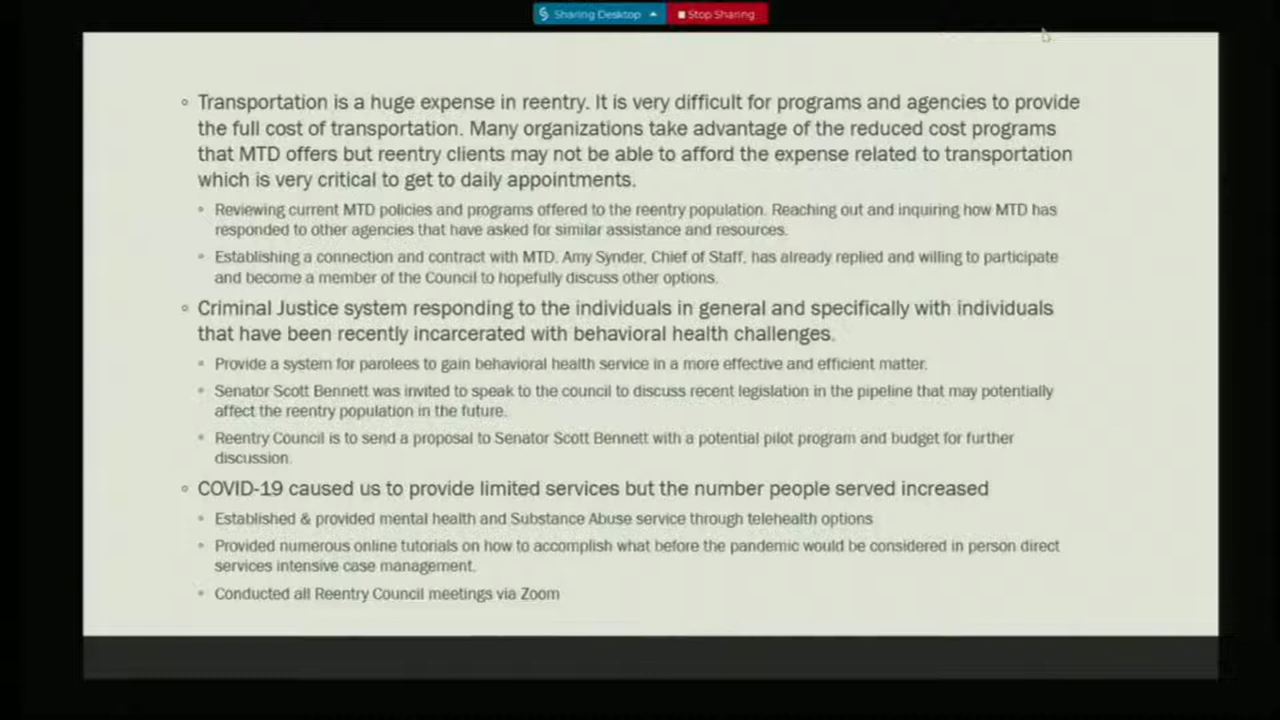 Sharing Desktop
Stop Sharing
Transportation is a huge expense in reentry. It is very difficult for programs and agencies to provide
the full cost of transportation. Many organizations take advantage of the reduced cost programs
that MTD offers but reentry clients may not be able to afford the expense related to transportation
which is very critical to get to daily appointments.
Reviewing current MTD policies and programs offered to the reentry population. Reaching out and inquiring how MTD has
responded to other agencies that have asked for similar assistance and resources.
Establishing a connection and contract with MTD. Amy Synder, Chief of Staff, has already replied and willing to participate
and become a member of the Council to hopefully discuss other options.
Criminal Justice system responding to the individuals in general and specifically with individuals
that have been recently incarcerated with behavioral health challenges.
Provide a system for parolees to gain behavioral health service in a more effective and efficient matter.
Senator Scott Bennett was invited to speak to the council to discuss recent legislation in the pipeline that may potentially
affect the reentry population in the future.
Reentry Council is to send a proposal to Senator Scott Bennett with a potential pilot program and budget for further
discussion.
COVID-19 caused us to provide limited services but the number people served increased
Established & provided mental health and Substance Abuse service through telehealth options
Provided numerous online tutorials on how to accomplish what before the pandemic would be considered in person direct
services intensive case management.
Conducted all Reentry Council meetings via Zoom